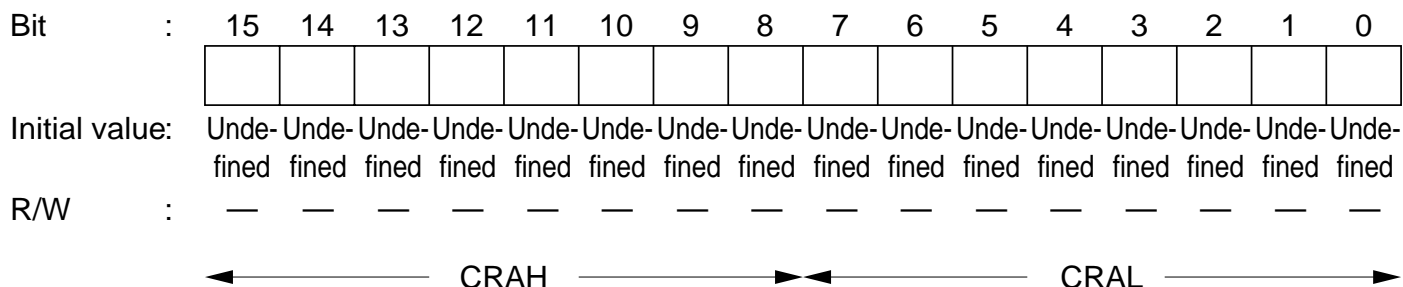 Bit : 15 14 13 12 11 10 9 8 7 6 5 4 3 2 1 0
Initial value: Unde- Unde- Unde- Unde- Unde- Unde- Unde- Unde- Unde- Unde- Unde- Unde- Unde- Unde- Unde- Unde-
fined fined fined fined fined fined fined fined fined fined fined fined fined fined fined fined
R/W : — — — — — — — — — — — — — — — —
CRAH CRAL